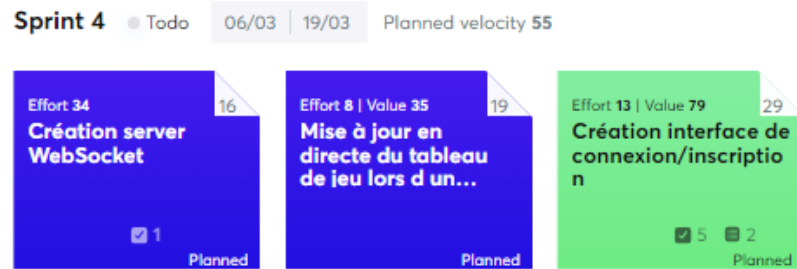 Sprint 4 Todo 06/03 19/03 Planned velocity 55
Effort 34 16
Création server
WebSocket
1
Planned
Effort 8 | Value 35 19
Mise à jour en
directe du tableau
de jeu lors d un...
Planned
Effort 13 | Value 79 29
Création interface de
connexion/inscriptio
n
5 2
Planned